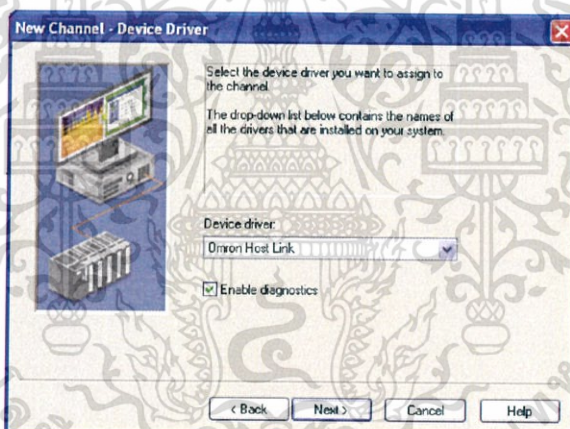 New Channel - Device Driver
Select the device driver you want to assign to
the channel.
The drop-down list below contains the names of
all the drivers that are installed on your system.
Device driver:
Omron Host Link
Enable diagnostics
< Back
Next >
Cancel
Help